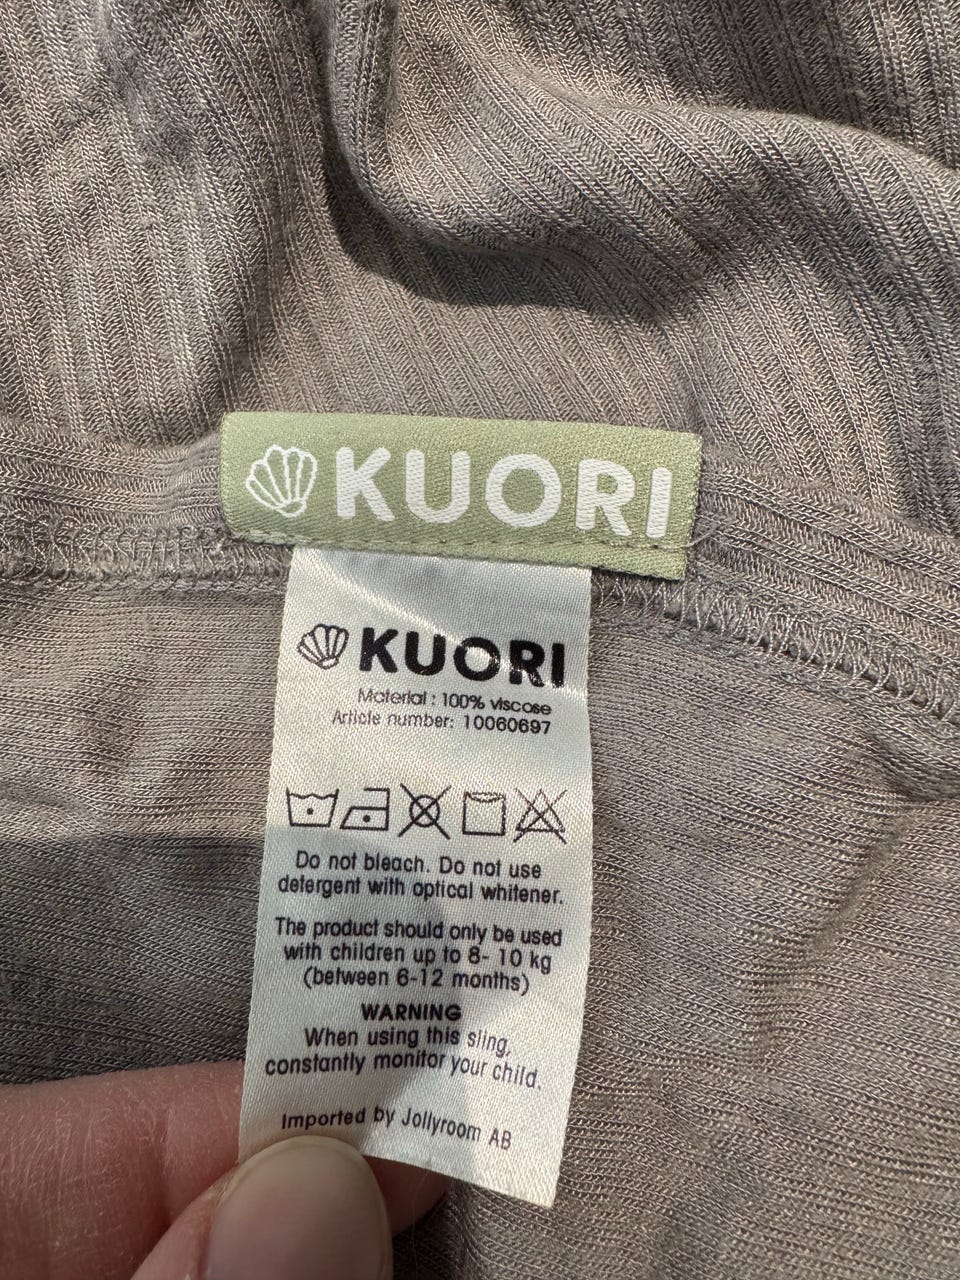 KUORI
KUORI
Material : 100% viscose
Article number: 10060697
Do not bleach. Do not use
detergent with optical whitener.
The product should only be used
with children up to 8- 10 kg
(between 6-12 months)
WARNING
When using this sling,
constantly monitor your child.
Imported by Jollyroom AB